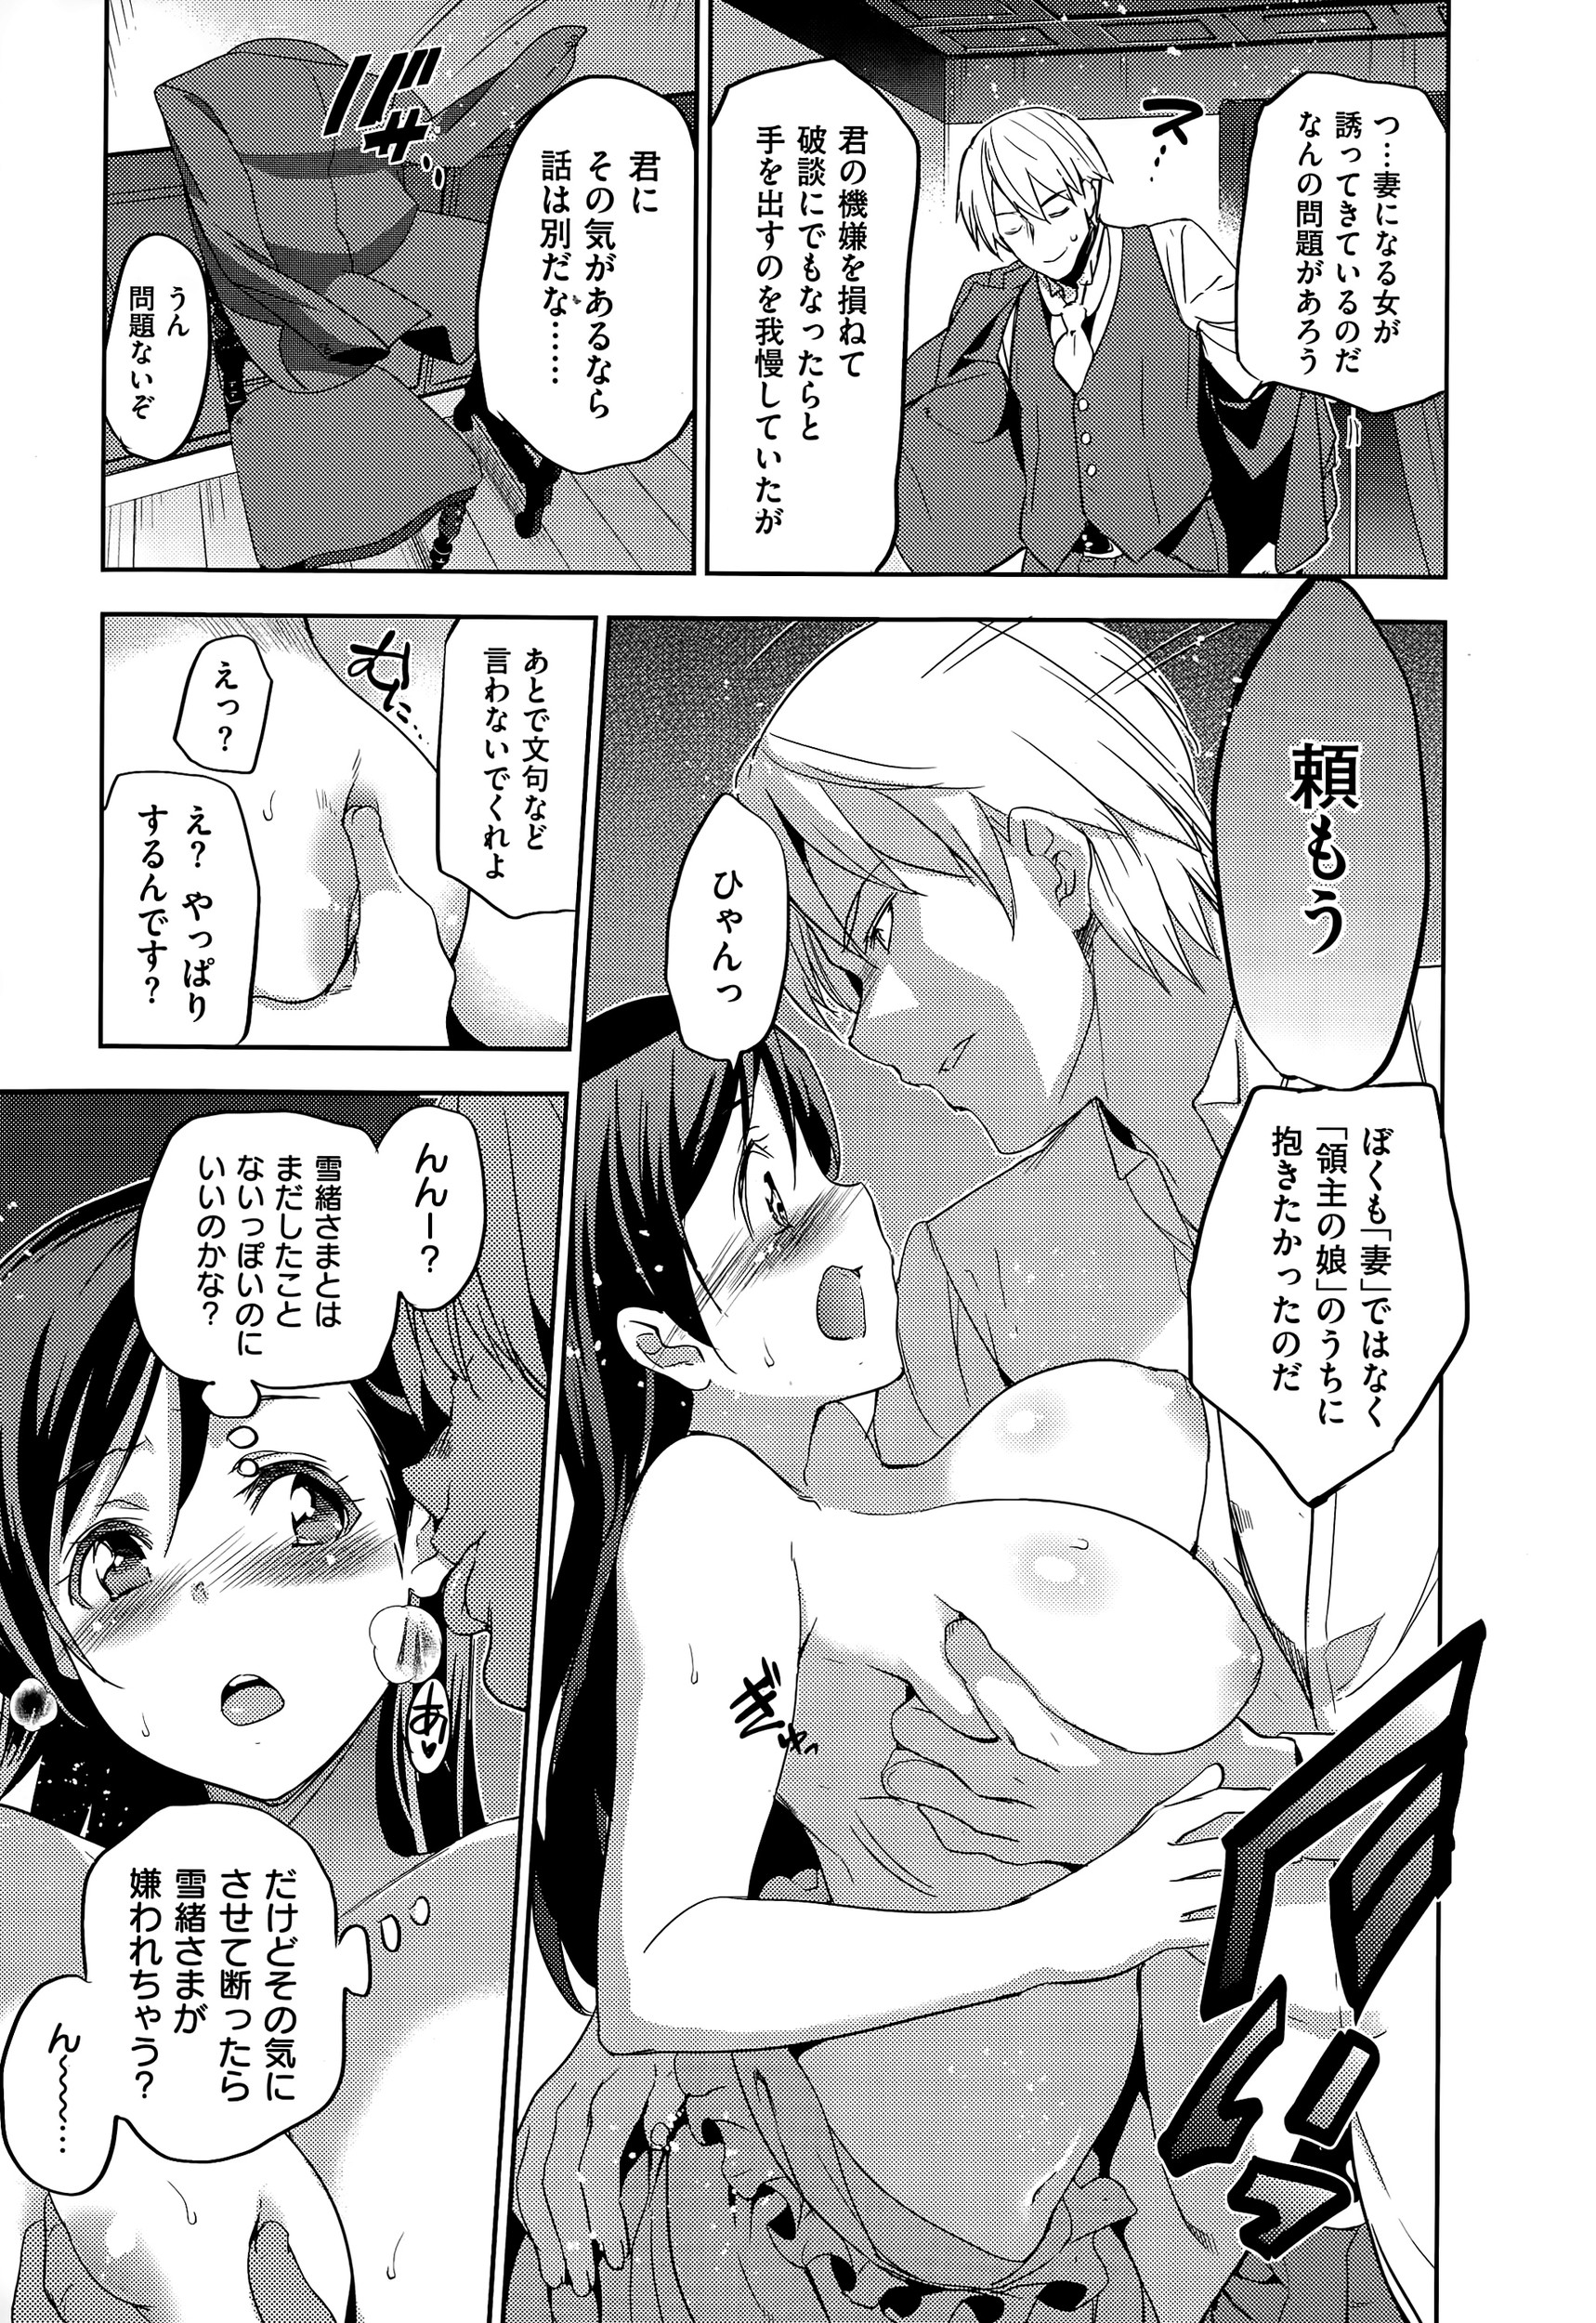 つ…妻になる女が
誘ってきているのだ
なんの問題があろう
ス…
君の機嫌を損ねて
破談にでもなったらと
手を出すのを我慢していたが
君に
その気があるなら
話は別だな……
バサ…
うん
問題ないぞ
頼もう
ぼくも「妻」ではなく
「領主の娘」のうちに
抱きたかったのだ
ひゃんっ
ぎゅっ
あとで文句など
言わないでくれよ
むに…
えっ?
え? やっぱり
するんです?
んんー?
雪緒さまとは
まだしたこと
ないっぽいのに
いいのかな?
あ♥
だけどその気に
させて断ったら
雪緒さまが
嫌われちゃう?
ん〜〜……